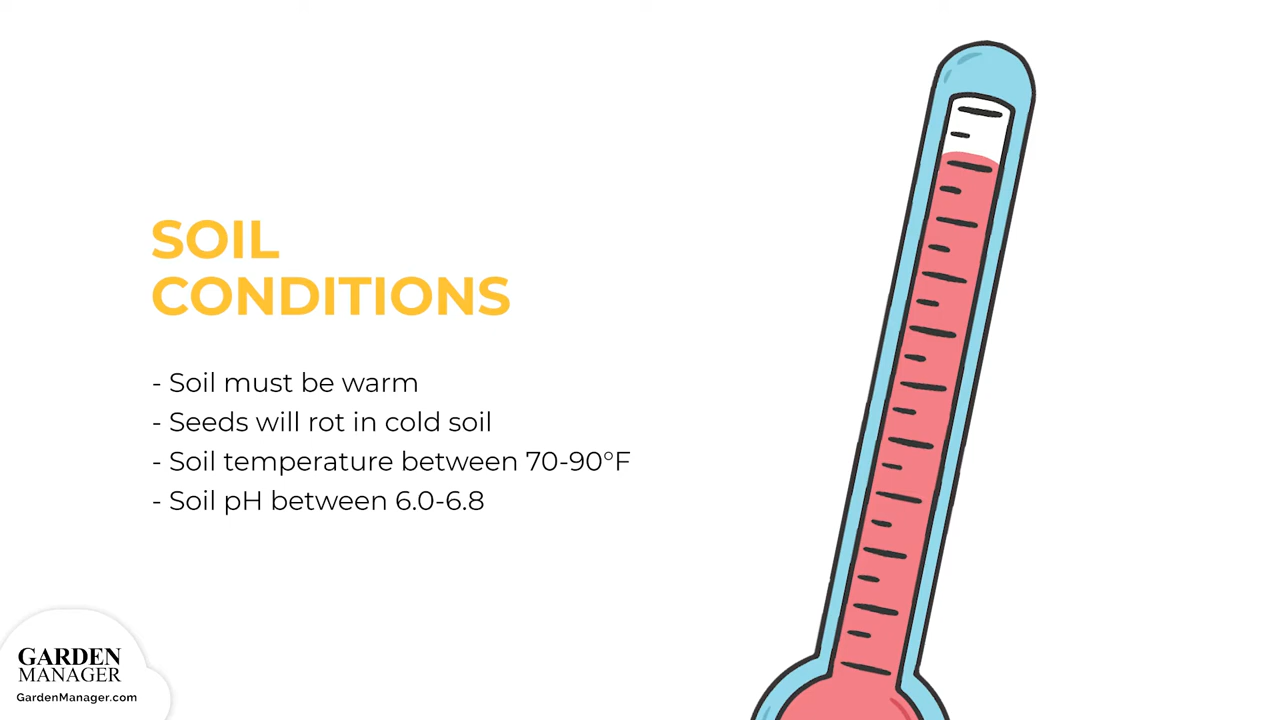 SOIL
CONDITIONS
- Soil must be warm
- Seeds will rot in cold soil
- Soil temperature between 70-90°F
- Soil pH between 6.0-6.8
GARDEN
MANAGER
GardenManager.com